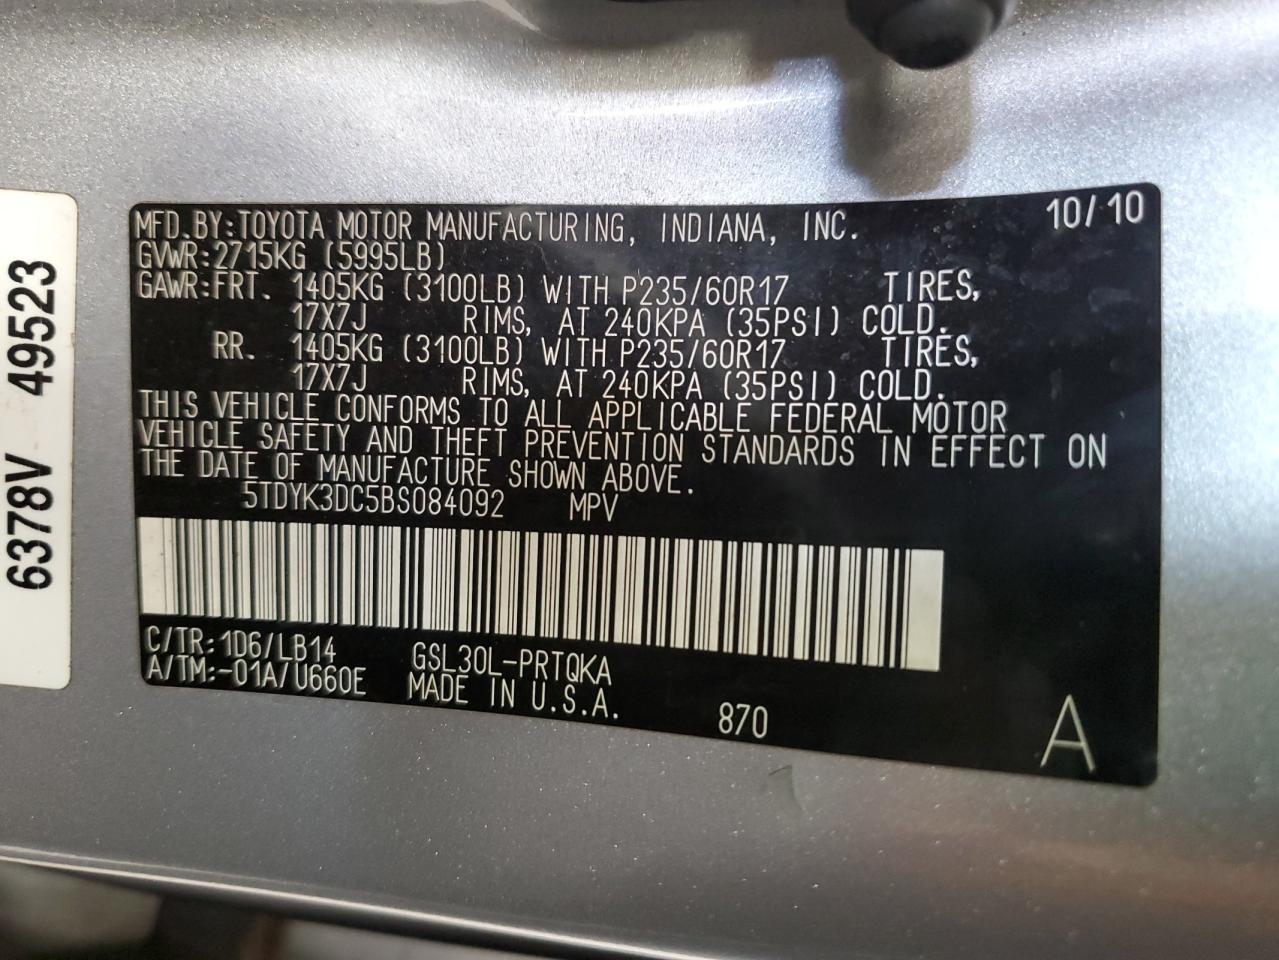 MFD.BY:TOYOTA MOTOR MANUFACTURING, INDIANA, INC. 10/10
GVWR:2715KG (5995LB)
GAWR:FRT. 1405KG (3100LB) WITH P235/60R17 TIRES,
17X7J RIMS, AT 240KPA (35PSI) COLD.
RR. 1405KG (3100LB) WITH P235/60R17 TIRES,
17X7J RIMS, AT 240KPA (35PSI) COLD.
THIS VEHICLE CONFORMS TO ALL APPLICABLE FEDERAL MOTOR
VEHICLE SAFETY AND THEFT PREVENTION STANDARDS IN EFFECT ON
THE DATE OF MANUFACTURE SHOWN ABOVE.
5TDYK3DC5BS084092 MPV
C/TR:1D6/LB14 GSL30L-PRTQKA
A/TM:-01A/U660E MADE IN U.S.A. 870 A
6378V 49523